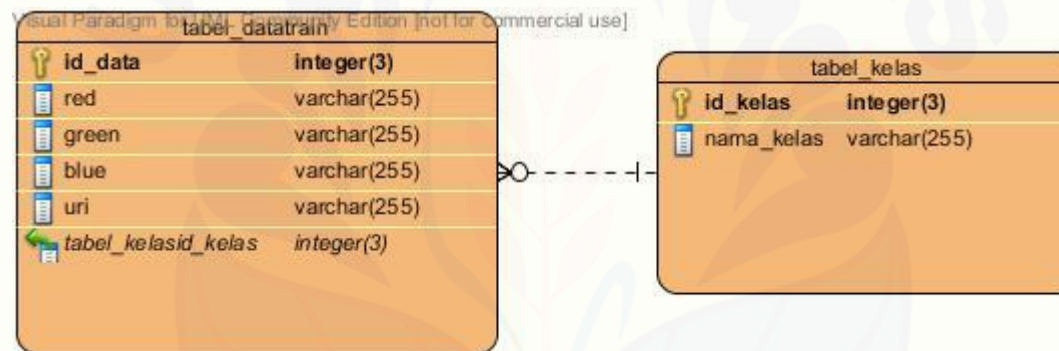 Visual Paradigm for UML Community Edition [not for commercial use]
tabel_datatrain
id_data integer(3)
red varchar(255)
green varchar(255)
blue varchar(255)
uri varchar(255)
tabel_kelasid_kelas integer(3)
tabel_kelas
id_kelas integer(3)
nama_kelas varchar(255)